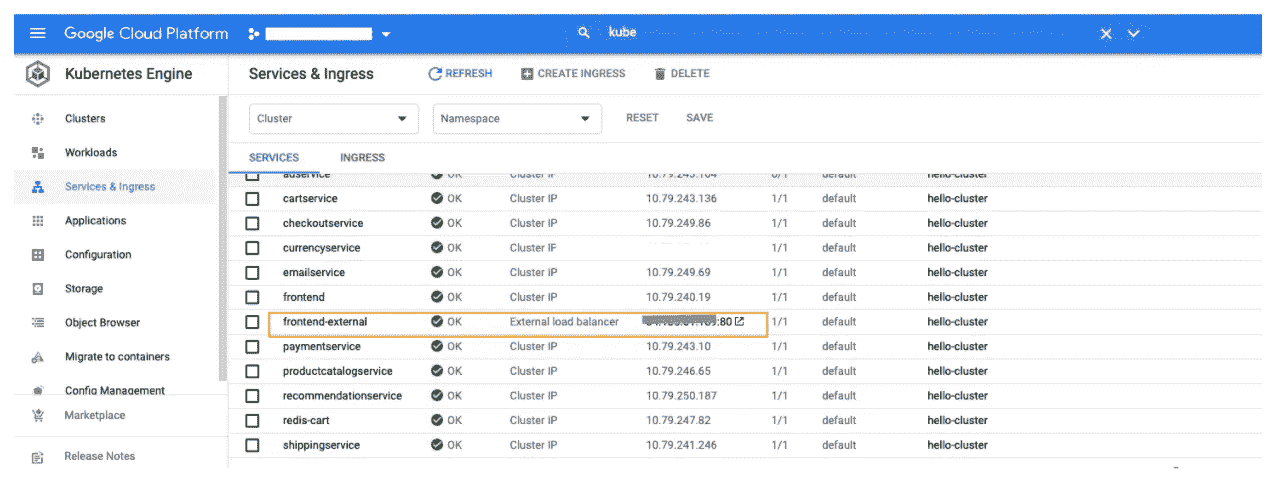 Google Cloud Platform kube
Kubernetes Engine Services & Ingress REFRESH CREATE INGRESS DELETE
Clusters Cluster Namespace RESET SAVE
Workloads SERVICES INGRESS
Services & Ingress adservice OK Cluster IP 10.79.243.164 0/1 default hello-cluster
cartservice OK Cluster IP 10.79.243.136 1/1 default hello-cluster
Applications checkoutservice OK Cluster IP 10.79.249.86 1/1 default hello-cluster
Configuration currencyservice OK Cluster IP 1/1 default hello-cluster
emailservice OK Cluster IP 10.79.249.69 1/1 default hello-cluster
Storage frontend OK Cluster IP 10.79.240.19 1/1 default hello-cluster
Object Browser frontend-external OK External load balancer :80 1/1 default hello-cluster
Migrate to containers paymentservice OK Cluster IP 10.79.243.10 1/1 default hello-cluster
productcatalogservice OK Cluster IP 10.79.246.65 1/1 default hello-cluster
Config Management recommendationservice OK Cluster IP 10.79.250.187 1/1 default hello-cluster
Marketplace redis-cart OK Cluster IP 10.79.247.82 1/1 default hello-cluster
shippingservice OK Cluster IP 10.79.241.246 1/1 default hello-cluster
Release Notes